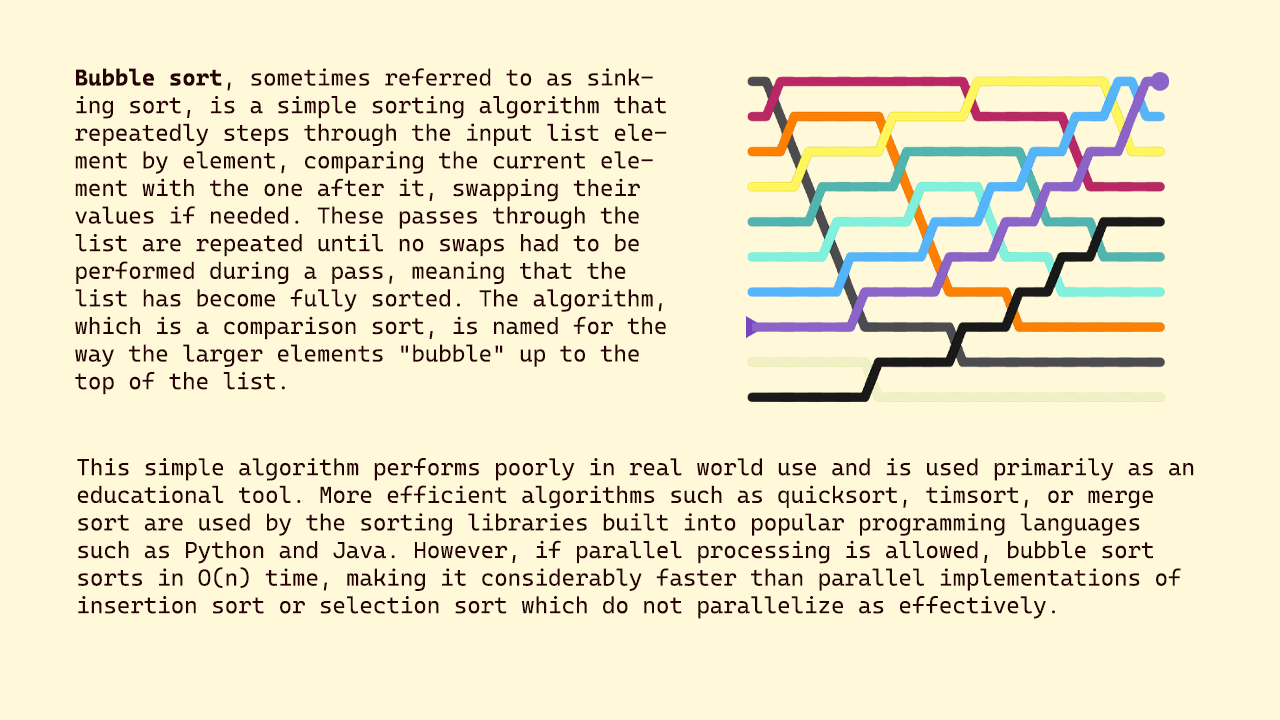 Bubble sort, sometimes referred to as sink-
ing sort, is a simple sorting algorithm that
repeatedly steps through the input list ele-
ment by element, comparing the current ele-
ment with the one after it, swapping their
values if needed. These passes through the
list are repeated until no swaps had to be
performed during a pass, meaning that the
list has become fully sorted. The algorithm,
which is a comparison sort, is named for the
way the larger elements "bubble" up to the
top of the list.
This simple algorithm performs poorly in real world use and is used primarily as an
educational tool. More efficient algorithms such as quicksort, timsort, or merge
sort are used by the sorting libraries built into popular programming languages
such as Python and Java. However, if parallel processing is allowed, bubble sort
sorts in O(n) time, making it considerably faster than parallel implementations of
insertion sort or selection sort which do not parallelize as effectively.